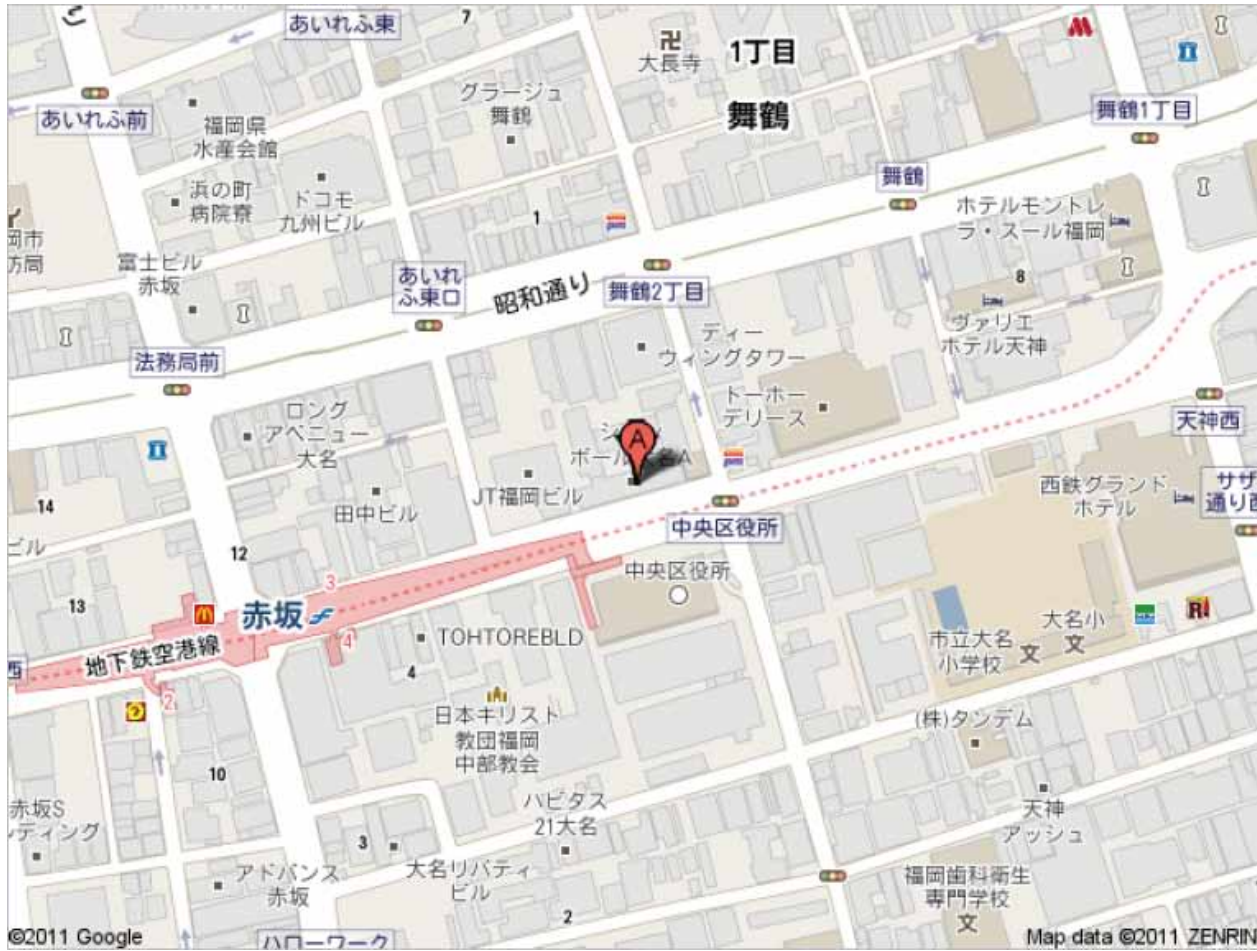 あいれふ東
7
大長寺
1丁目
舞鶴
あいれふ前
福岡県
水産会館
グラージュ
舞鶴
舞鶴1丁目
浜の町
病院寮
ドコモ
九州ビル
1
舞鶴
ホテルモントレ
ラ・スール福岡
富士ビル
赤坂
あいれ
ふ東口
昭和通り
舞鶴2丁目
8
ヴァリエ
ホテル天神
ディー
ウィングタワー
法務局前
トーホー
デリース
天神西
ロング
アベニュー
大名
A
JT福岡ビル
田中ビル
西鉄グランド
ホテル
14
中央区役所
12
中央区役所
3
13
赤坂
地下鉄空港線
4
TOHTOREBLD
4
市立大名
小学校
大名小
2
日本キリスト
教団福岡
中部教会
(株)タンデム
10
赤坂S
ハビタス
21大名
天神
アッシュ
3
大名リバティ
ビル
アドバンス
赤坂
福岡歯科衛生
専門学校
2
ハローワーク
©2011 Google
Map data ©2011 ZENRIN